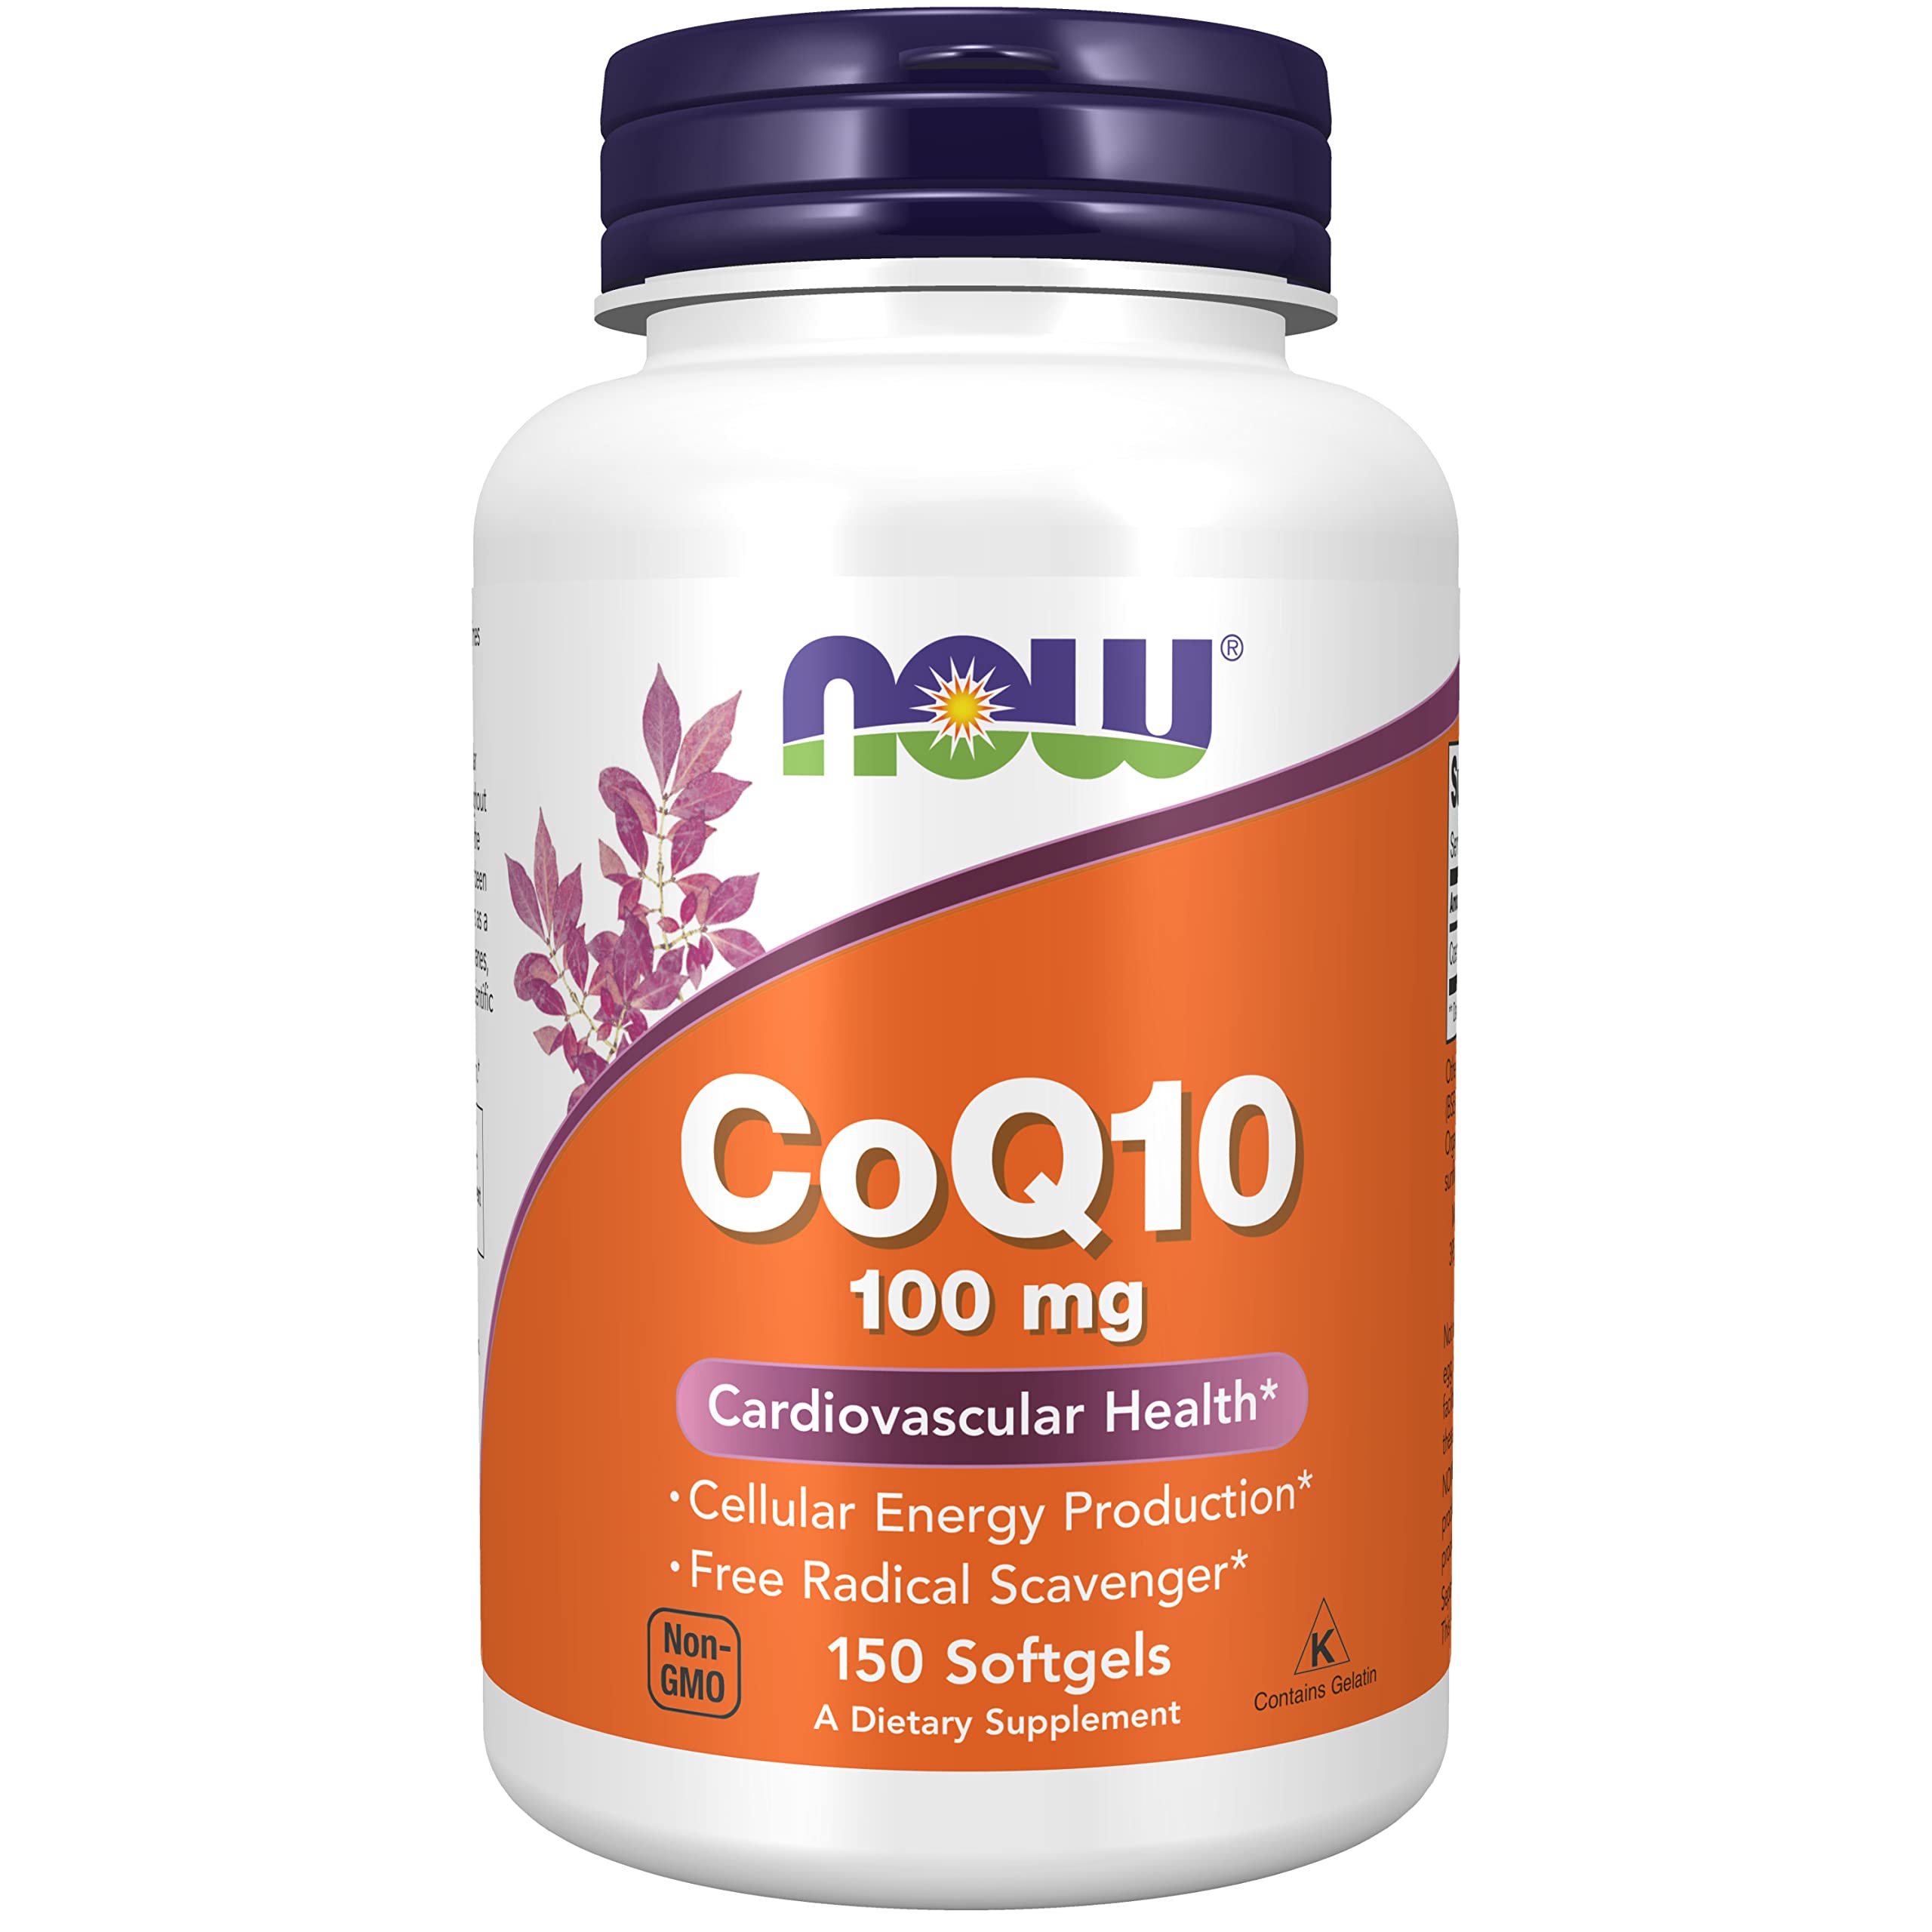 now®
CoQ10
100 mg
Cardiovascular Health*
•Cellular Energy Production*
•Free Radical Scavenger*
Non-
GMO
150 Softgels
A Dietary Supplement
K
Contains Gelatin